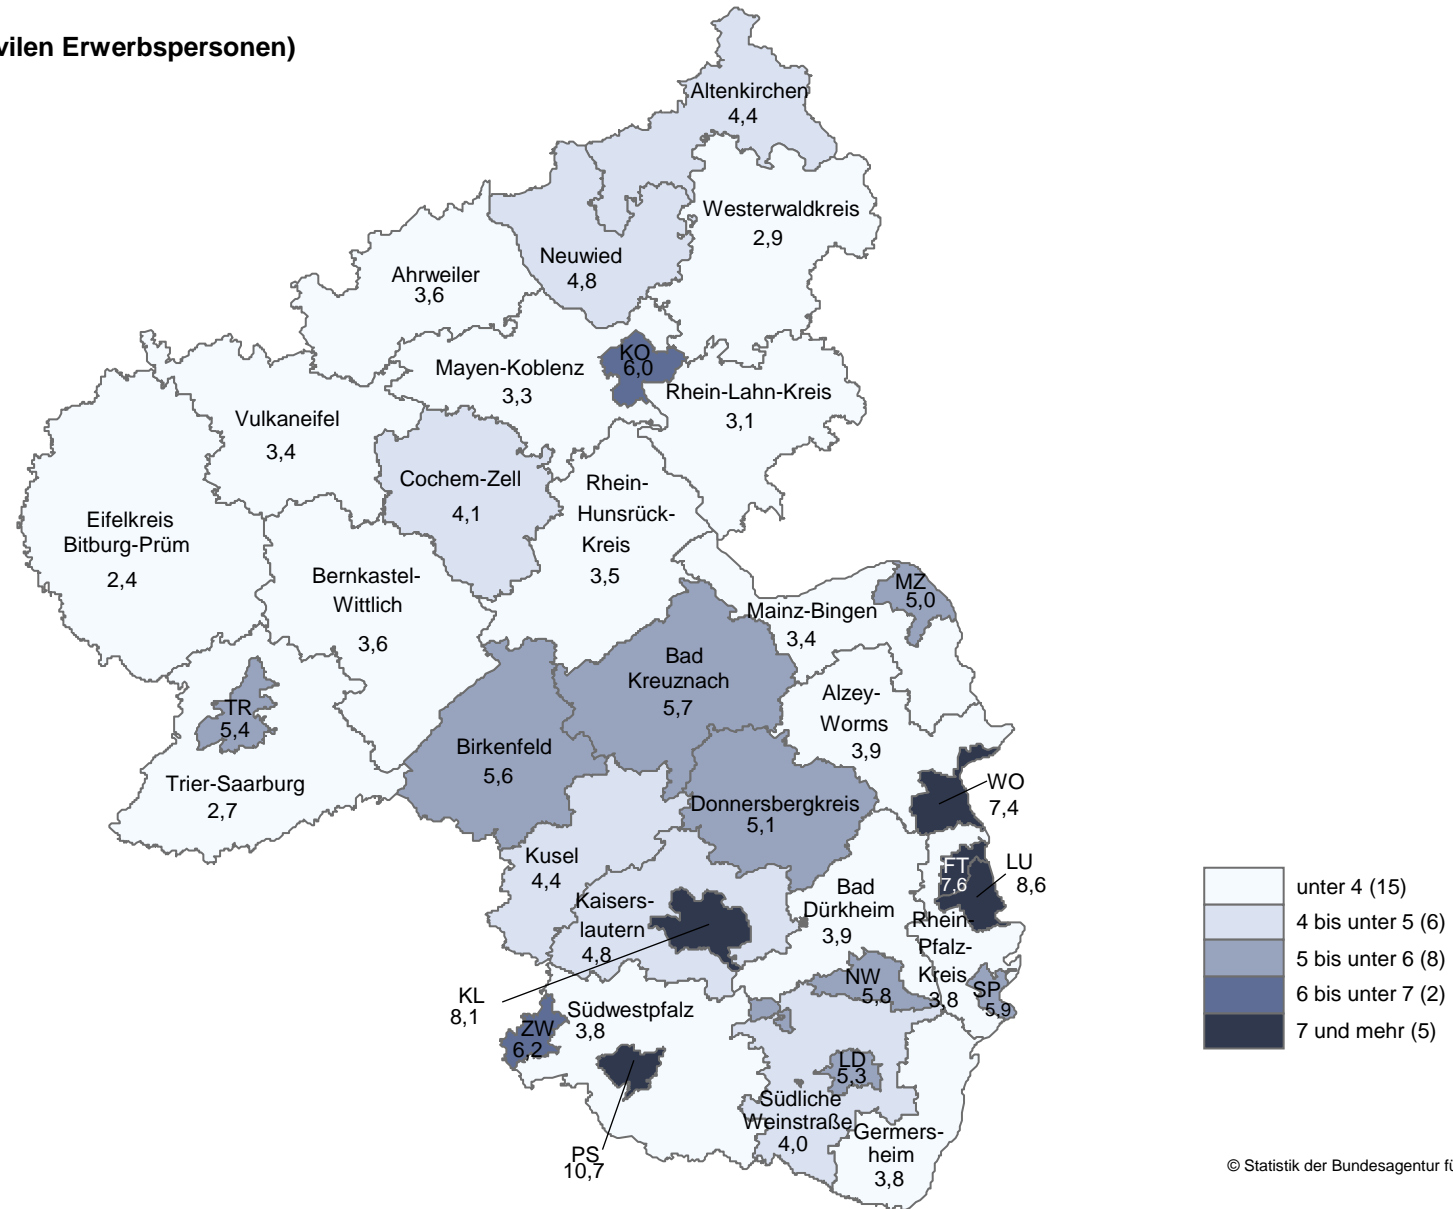 vilen Erwerbspersonen)
Altenkirchen
4,4
Westerwaldkreis
2,9
Neuwied
4,8
Ahrweiler
3,6
KO
6,0
Mayen-Koblenz
3,3
Rhein-Lahn-Kreis
3,1
Vulkaneifel
3,4
Cochem-Zell
4,1
Rhein-
Hunsrück-
Kreis
3,5
Eifelkreis
Bitburg-Prüm
2,4
Bernkastel-
Wittlich
3,6
MZ
5,0
Mainz-Bingen
3,4
Bad
Kreuznach
5,7
Alzey-
Worms
3,9
TR
5,4
Birkenfeld
5,6
Trier-Saarburg
2,7
WO
7,4
Donnersbergkreis
5,1
Kusel
4,4
FT
7,6
LU
8,6
Bad
Dürkheim
3,9
Kaisers-
lautern
4,8
Rhein-
Pfalz-
Kreis
3,8
NW
5,8
SP
5,9
KL
8,1
Südwestpfalz
3,8
ZW
6,2
LD
5,3
Südliche
Weinstraße
4,0
Germers-
heim
3,8
PS
10,7
unter 4 (15)
4 bis unter 5 (6)
5 bis unter 6 (8)
6 bis unter 7 (2)
7 und mehr (5)
© Statistik der Bundesagentur fü